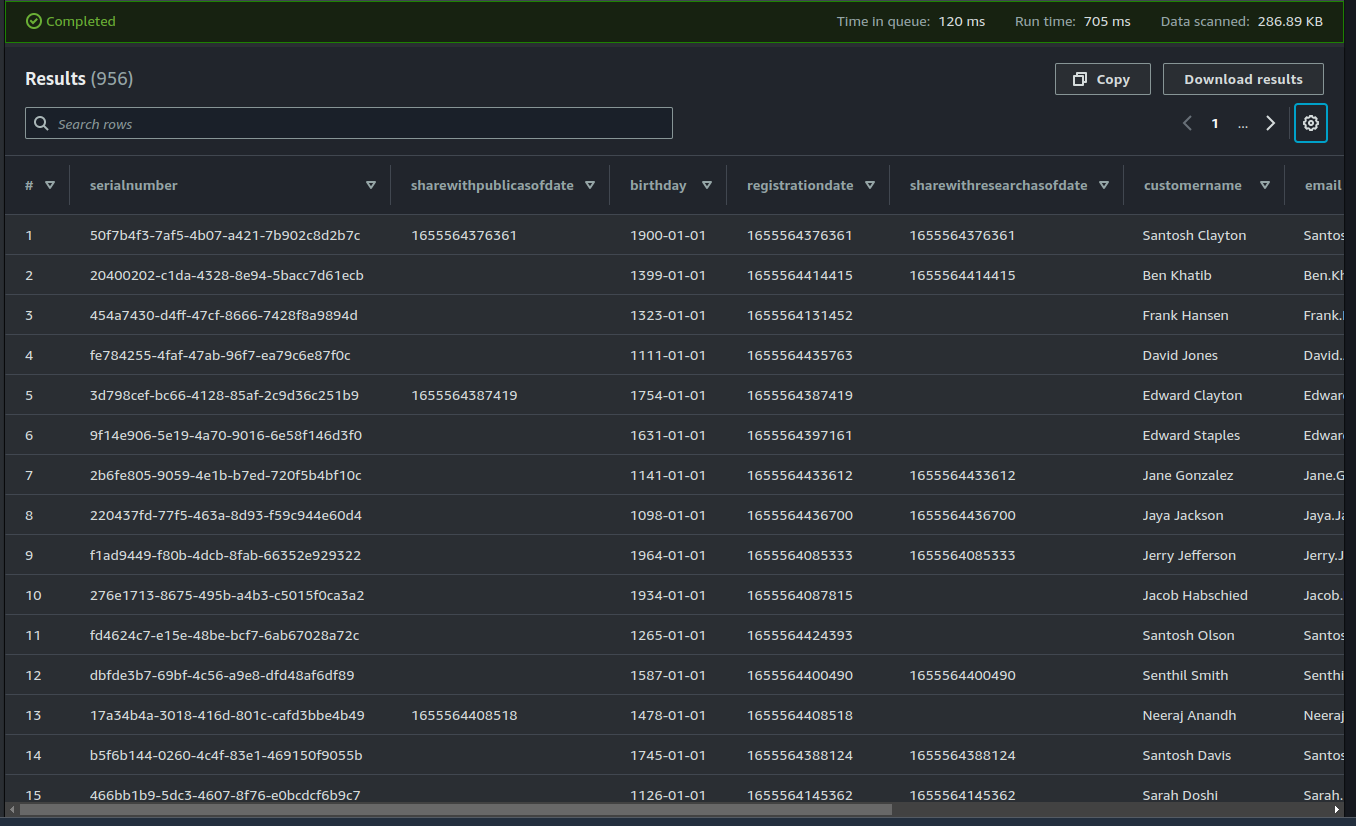 Completed Time in queue: 120 ms Run time: 705 ms Data scanned: 286.89 KB
Results (956) Copy Download results
Search rows 1 ...
# serialnumber sharewithpublicasofdate birthday registrationdate sharewithresearchasofdate customername email
1 50f7b4f3-7af5-4b07-a421-7b902c8d2b7c 1655564376361 1900-01-01 1655564376361 1655564376361 Santosh Clayton Santos
2 20400202-c1da-4328-8e94-5bacc7d61ecb 1399-01-01 1655564414415 1655564414415 Ben Khatib Ben.Kh
3 454a7430-d4ff-47cf-8666-7428f8a9894d 1323-01-01 1655564131452 Frank Hansen Frank.
4 fe784255-4faf-47ab-96f7-ea79c6e87f0c 1111-01-01 1655564435763 David Jones David.
5 3d798cef-bc66-4128-85af-2c9d36c251b9 1655564387419 1754-01-01 1655564387419 Edward Clayton Edwar
6 9f14e906-5e19-4a70-9016-6e58f146d3f0 1631-01-01 1655564397161 Edward Staples Edwar
7 2b6fe805-9059-4e1b-b7ed-720f5b4bf10c 1141-01-01 1655564433612 1655564433612 Jane Gonzalez Jane.G
8 220437fd-77f5-463a-8d93-f59c944e60d4 1098-01-01 1655564436700 1655564436700 Jaya Jackson Jaya.Ja
9 f1ad9449-f80b-4dcb-8fab-66352e929322 1964-01-01 1655564085333 1655564085333 Jerry Jefferson Jerry.J
10 276e1713-8675-495b-a4b3-c5015f0ca3a2 1934-01-01 1655564087815 Jacob Habschied Jacob.
11 fd4624c7-e15e-48be-bcf7-6ab67028a72c 1265-01-01 1655564424393 Santosh Olson Santos
12 dbfde3b7-69bf-4c56-a9e8-dfd48af6df89 1587-01-01 1655564400490 1655564400490 Senthil Smith Senthi
13 17a34b4a-3018-416d-801c-cafd3bbe4b49 1655564408518 1478-01-01 1655564408518 Neeraj Anandh Neeraj
14 b5f6b144-0260-4c4f-83e1-469150f9055b 1745-01-01 1655564388124 1655564388124 Santosh Davis Santos
15 466bb1b9-5dc3-4607-8f76-e0bcdcf6b9c7 1126-01-01 1655564145362 1655564145362 Sarah Doshi Sarah.